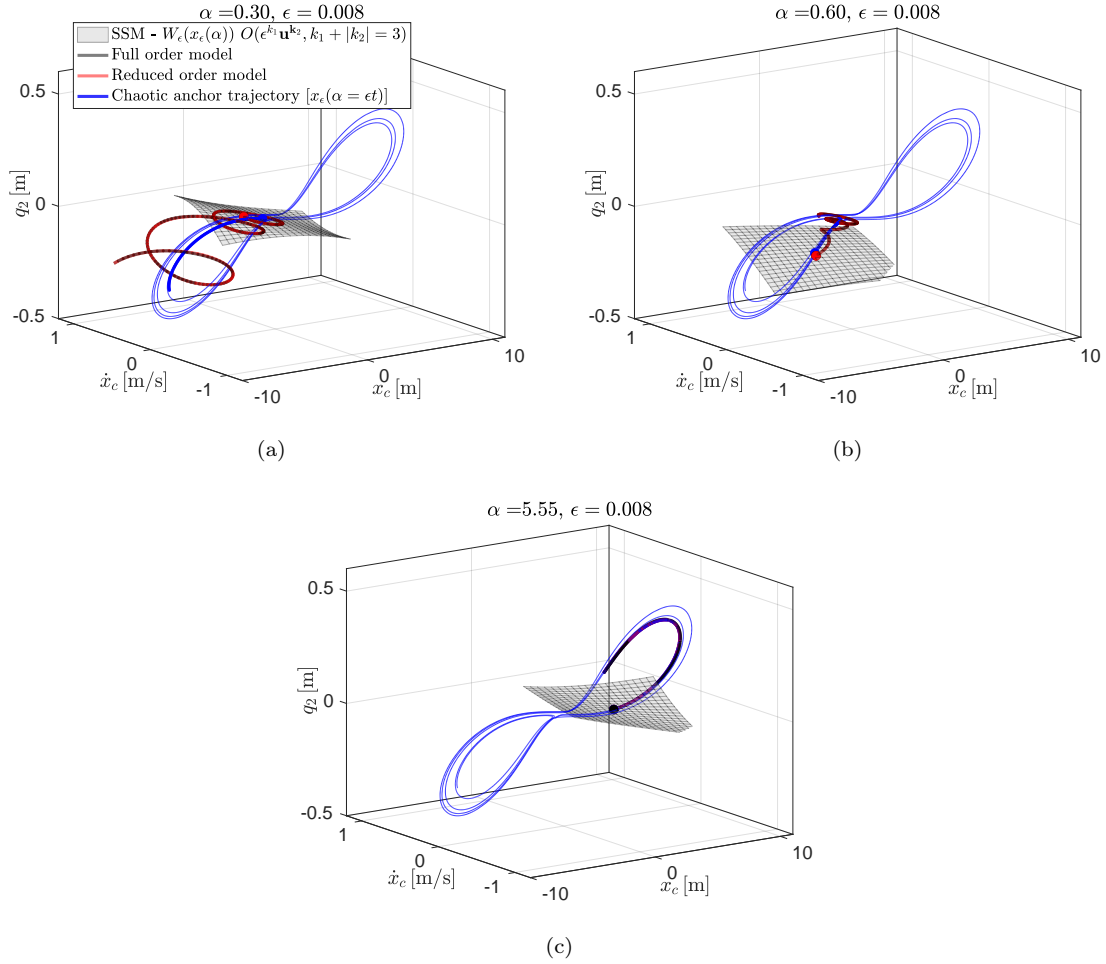 α =0.30, ϵ = 0.008
SSM - W_ϵ(x_ϵ(α)) O(ϵ^{k_1} u^{k_2}, k_1 + |k_2| = 3)
Full order model
Reduced order model
Chaotic anchor trajectory [x_ϵ(α = ϵt)]
0.5
0
-0.5
q_2 [m]
1
0
-1
ẋ_c [m/s]
-10
0
10
x_c [m]
(a)
α =0.60, ϵ = 0.008
0.5
0
-0.5
q_2 [m]
1
0
-1
ẋ_c [m/s]
-10
0
10
x_c [m]
(b)
α =5.55, ϵ = 0.008
0.5
0
-0.5
q_2 [m]
1
0
-1
ẋ_c [m/s]
-10
0
10
x_c [m]
(c)